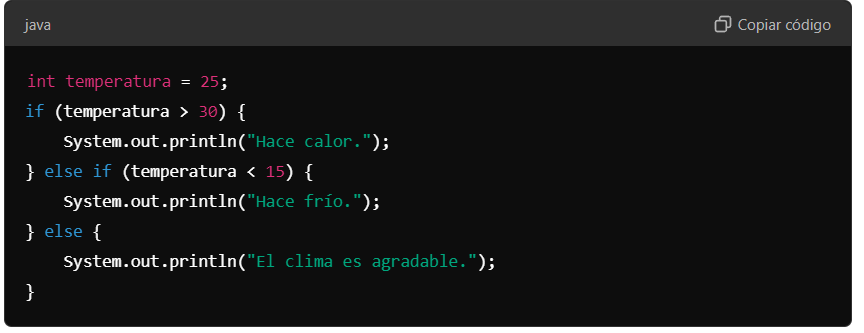 java
Copiar código
int temperatura = 25;
if (temperatura > 30) {
    System.out.println("Hace calor.");
} else if (temperatura < 15) {
    System.out.println("Hace frío.");
} else {
    System.out.println("El clima es agradable.");
}